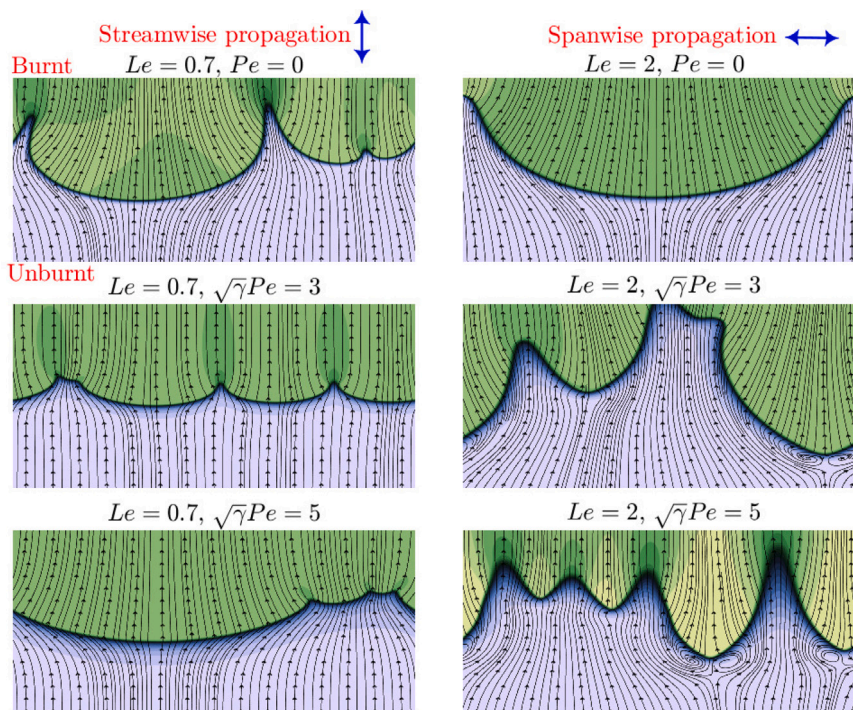 Streamwise propagation
Spanwise propagation
Burnt
Le = 0.7, Pe = 0
Le = 2, Pe = 0
Unburnt
Le = 0.7, √γPe = 3
Le = 2, √γPe = 3
Le = 0.7, √γPe = 5
Le = 2, √γPe = 5